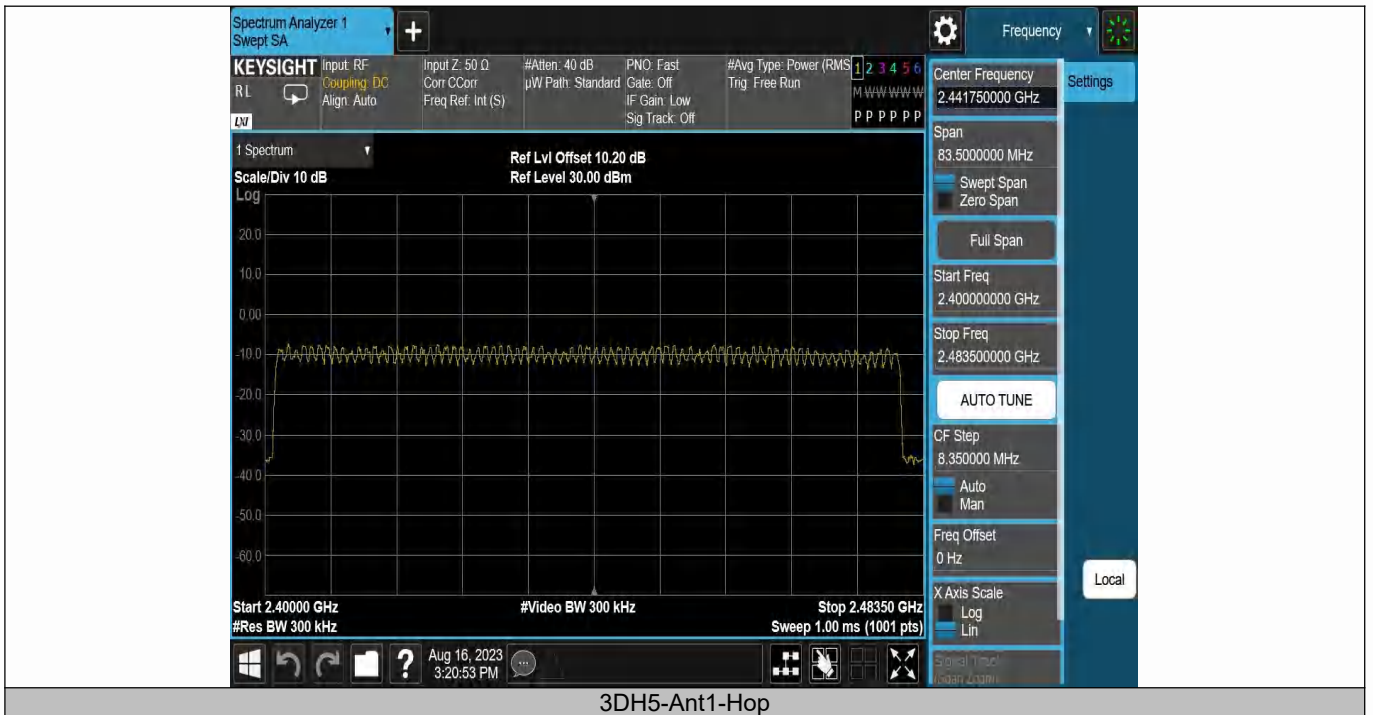 Spectrum Analyzer 1
Swept SA
+
Frequency
KEYSIGHT
Input: RF
Coupling: DC
Align: Auto
RL
LXI
Input Z: 50 Ω
Corr CCorr
Freq Ref: Int (S)
#Atten: 40 dB
µW Path: Standard
PNO: Fast
Gate: Off
IF Gain: Low
Sig Track: Off
#Avg Type: Power (RMS
Trig: Free Run
1 2 3 4 5 6
M W W W W W
P P P P P P
Center Frequency
2.441750000 GHz
Settings
1 Spectrum
Scale/Div 10 dB
Log
Ref Lvl Offset 10.20 dB
Ref Level 30.00 dBm
20.0
10.0
0.00
-10.0
-20.0
-30.0
-40.0
-50.0
-60.0
Start 2.40000 GHz
#Res BW 300 kHz
#Video BW 300 kHz
Stop 2.48350 GHz
Sweep 1.00 ms (1001 pts)
Span
83.5000000 MHz
Swept Span
Zero Span
Full Span
Start Freq
2.400000000 GHz
Stop Freq
2.483500000 GHz
AUTO TUNE
CF Step
8.350000 MHz
Auto
Man
Freq Offset
0 Hz
X Axis Scale
Log
Lin
Local
Signal Track
(Span Zoom)
?
Aug 16, 2023
3:20:53 PM
3DH5-Ant1-Hop